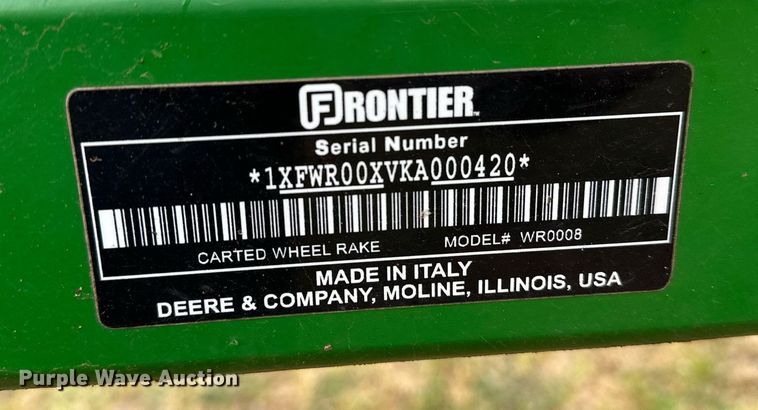 FRONTIER™
Serial Number
*1XFWR00XVKA000420*
CARTED WHEEL RAKE MODEL# WR0008
MADE IN ITALY
DEERE & COMPANY, MOLINE, ILLINOIS, USA
Purple Wave Auction